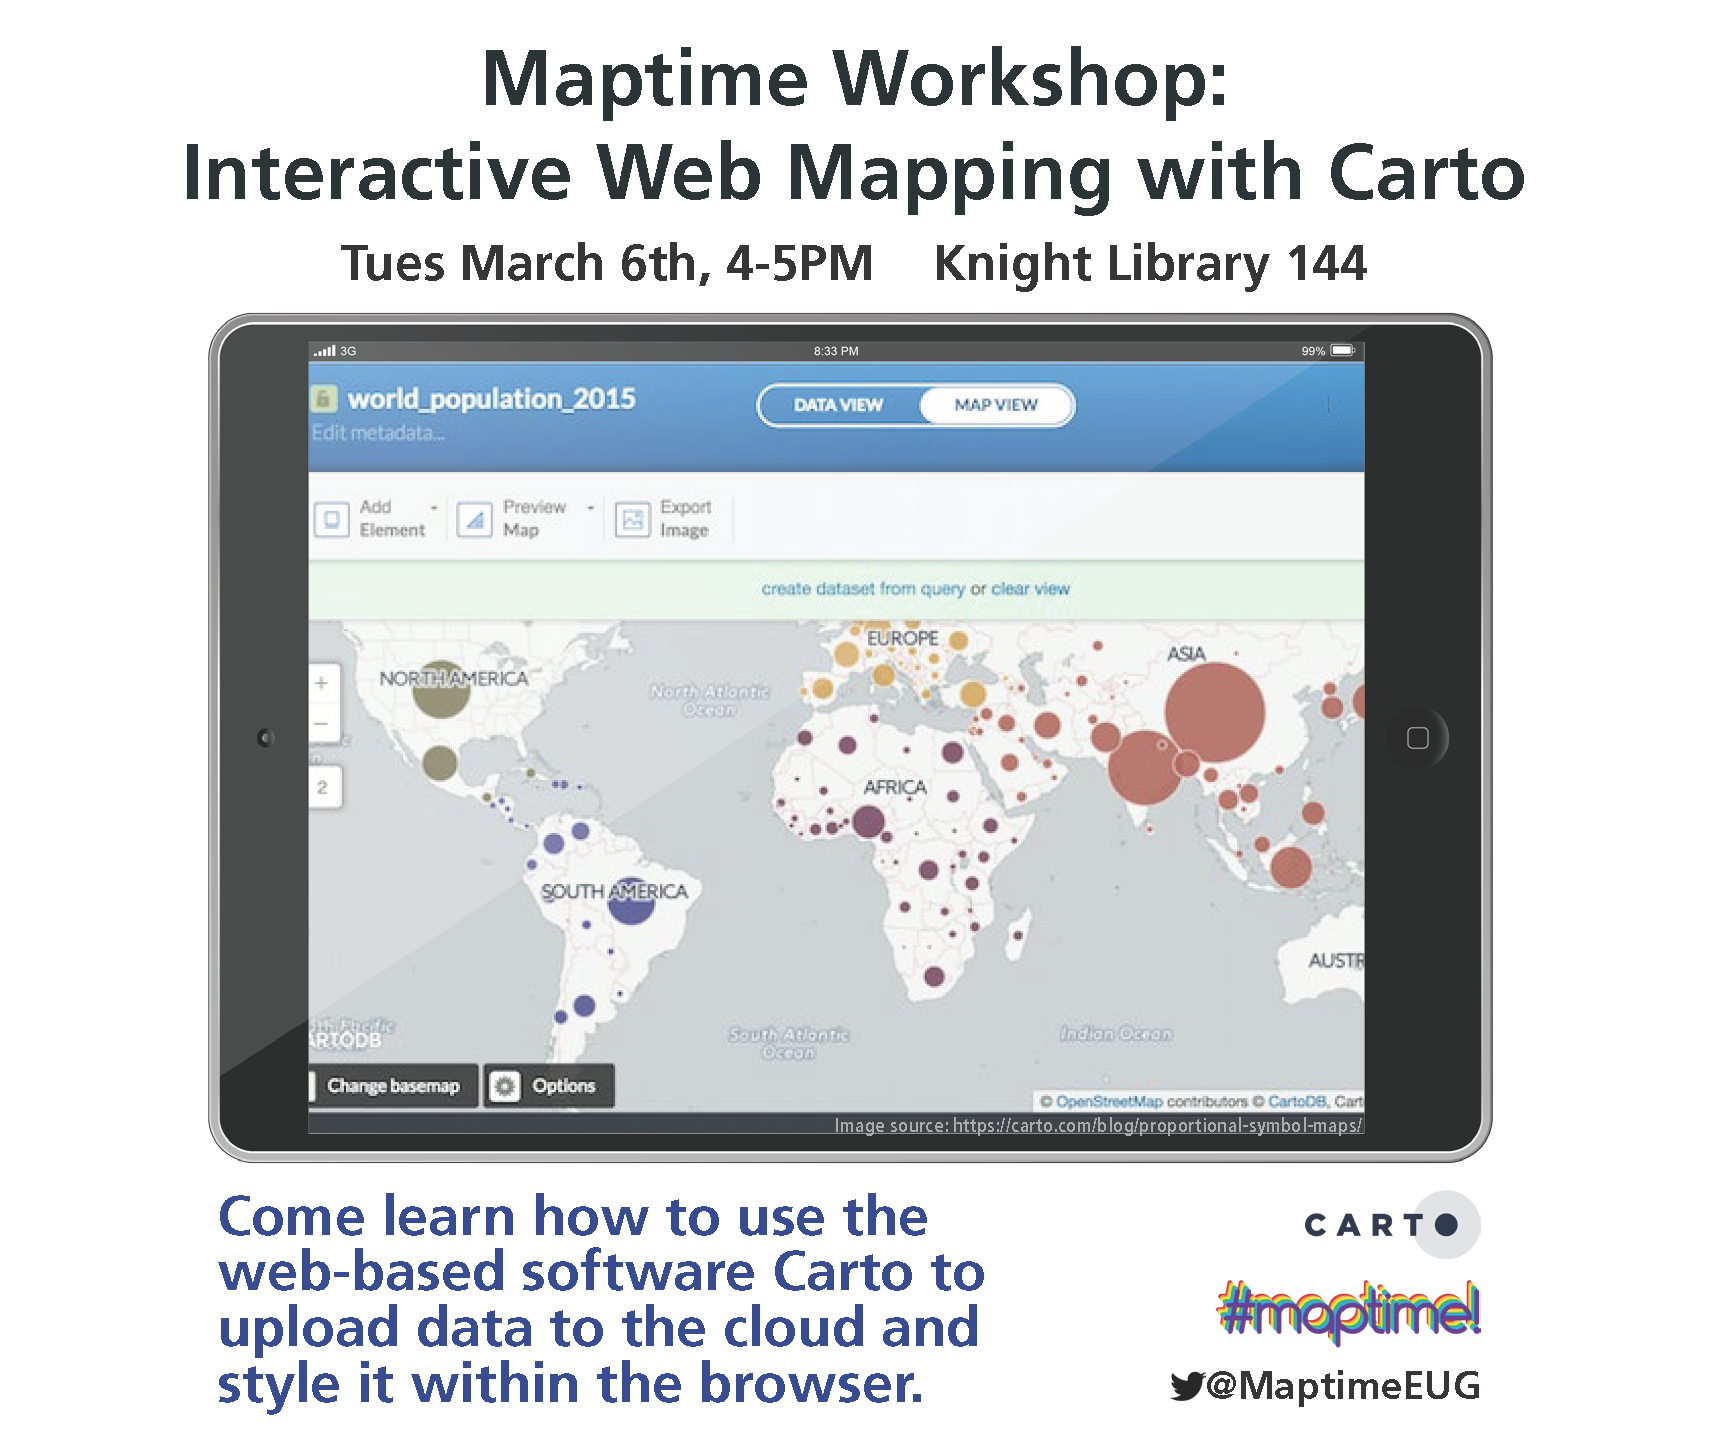 Maptime Workshop:
Interactive Web Mapping with Carto
Tues March 6th, 4-5PM Knight Library 144
3G 8:33 PM 99%
world_population_2015
DATA VIEW MAP VIEW
Edit metadata...
Add Element
Preview Map
Export Image
create dataset from query or clear view
EUROPE
ASIA
NORTH AMERICA
North Atlantic
Ocean
+
−
2
AFRICA
SOUTH AMERICA
AUSTR
Pacific
ARTODB
South Atlantic
Ocean
Indian Ocean
Change basemap
Options
© OpenStreetMap contributors © CartoDB, Cart
Image source: https://carto.com/blog/proportional-symbol-maps/
Come learn how to use the
web-based software Carto to
upload data to the cloud and
style it within the browser.
CARTO
#maptime!
@MaptimeEUG